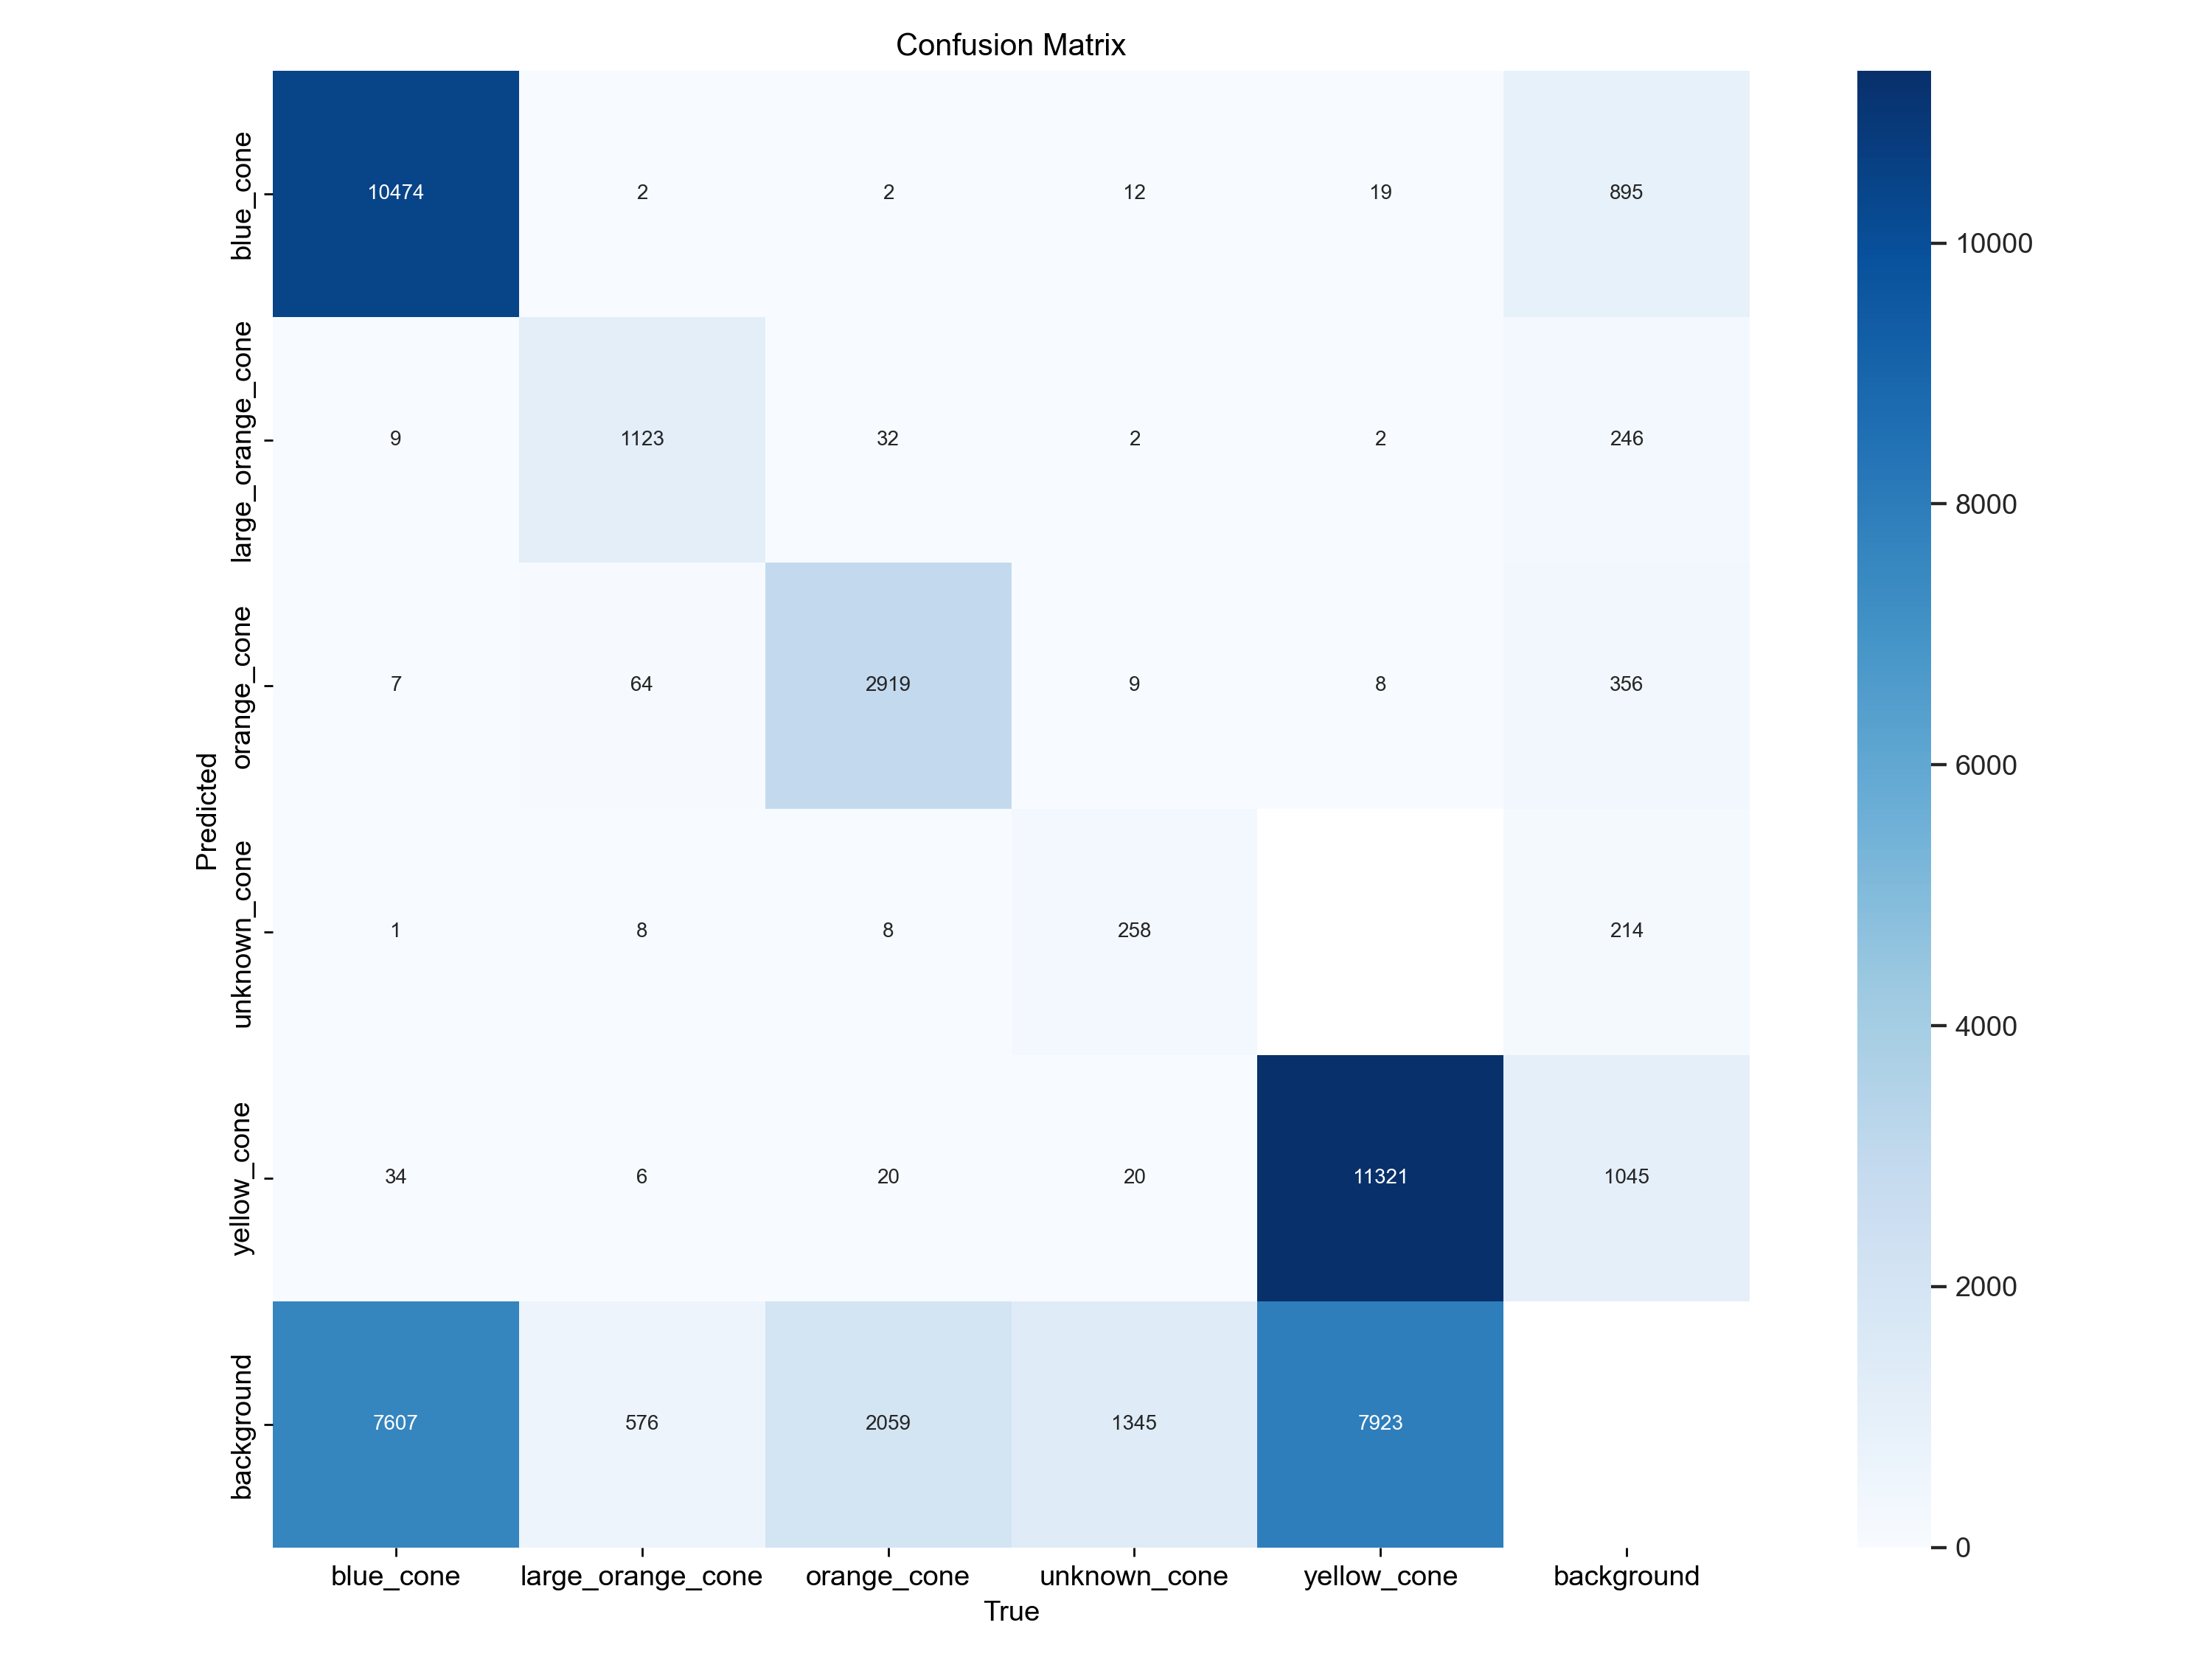 Confusion Matrix
Predicted
blue_cone
10474 2 2 12 19 895
large_orange_cone
9 1123 32 2 2 246
orange_cone
7 64 2919 9 8 356
unknown_cone
1 8 8 258 214
yellow_cone
34 6 20 20 11321 1045
background
7607 576 2059 1345 7923
blue_cone large_orange_cone orange_cone unknown_cone yellow_cone background
True
10000
8000
6000
4000
2000
0